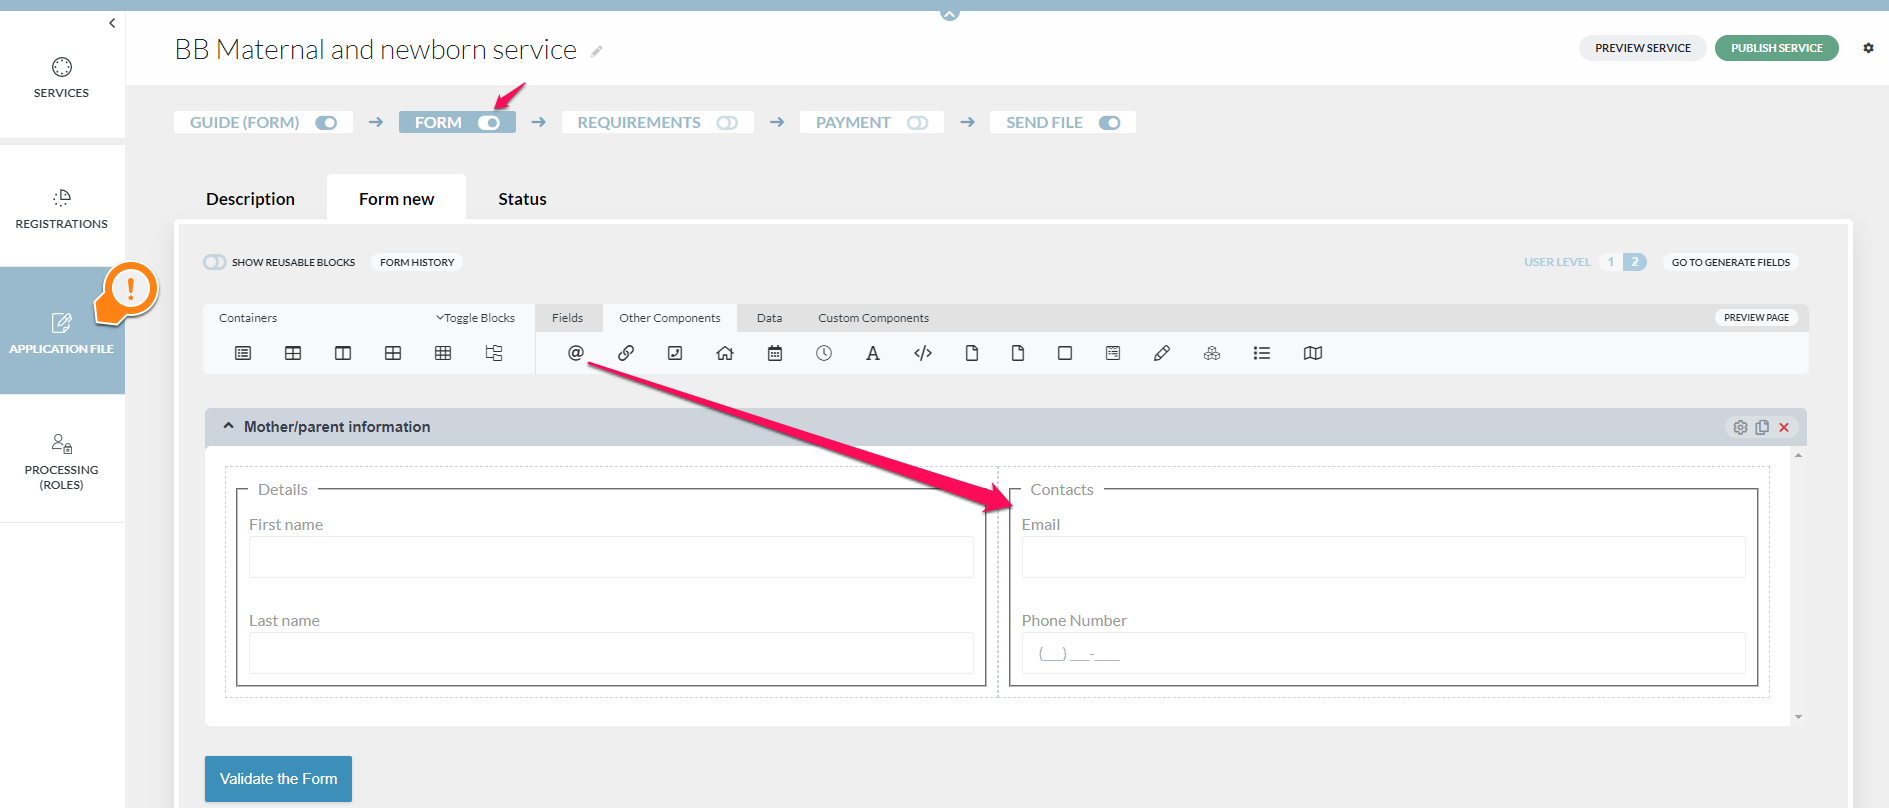 BB Maternal and newborn service
PREVIEW SERVICE
PUBLISH SERVICE
SERVICES
REGISTRATIONS
APPLICATION FILE
PROCESSING
(ROLES)
GUIDE (FORM)
FORM
REQUIREMENTS
PAYMENT
SEND FILE
Description
Form new
Status
SHOW REUSABLE BLOCKS
FORM HISTORY
USER LEVEL 1 2
GO TO GENERATE FIELDS
Containers
Toggle Blocks
Fields
Other Components
Data
Custom Components
PREVIEW PAGE
Mother/parent information
Details
First name
Last name
Contacts
Email
Phone Number
(___) ___-____
Validate the Form